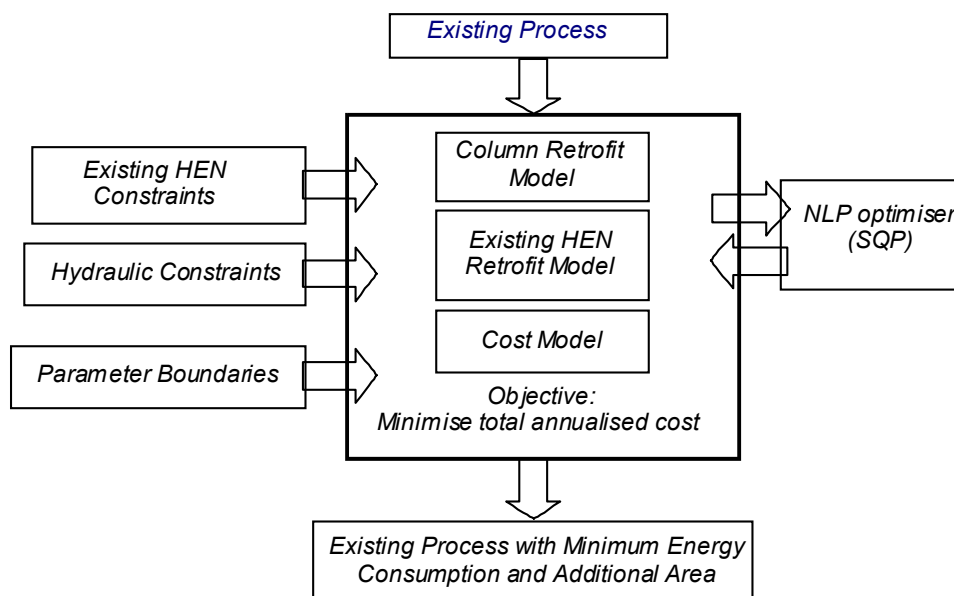 Existing Process
Column Retrofit
Model
Existing HEN
Constraints
Existing HEN
Retrofit Model
NLP optimiser
(SQP)
Hydraulic Constraints
Cost Model
Parameter Boundaries
Objective:
Minimise total annualised cost
Existing Process with Minimum Energy
Consumption and Additional Area